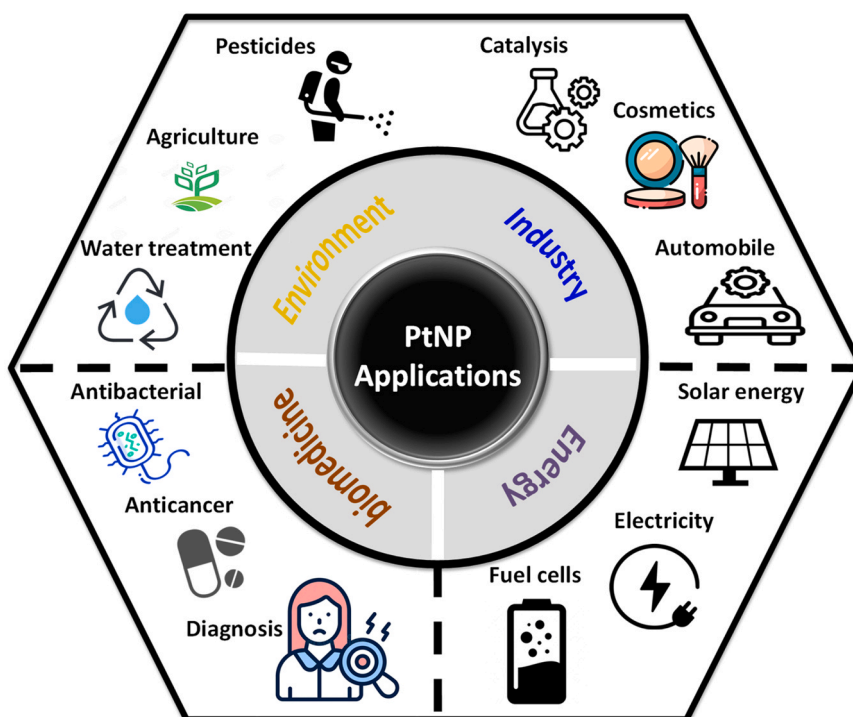 Pesticides
Catalysis
Agriculture
Cosmetics
Water treatment
Automobile
Environment
Industry
PtNP
Applications
Antibacterial
Solar energy
biomedicine
Energy
Anticancer
Electricity
Fuel cells
Diagnosis